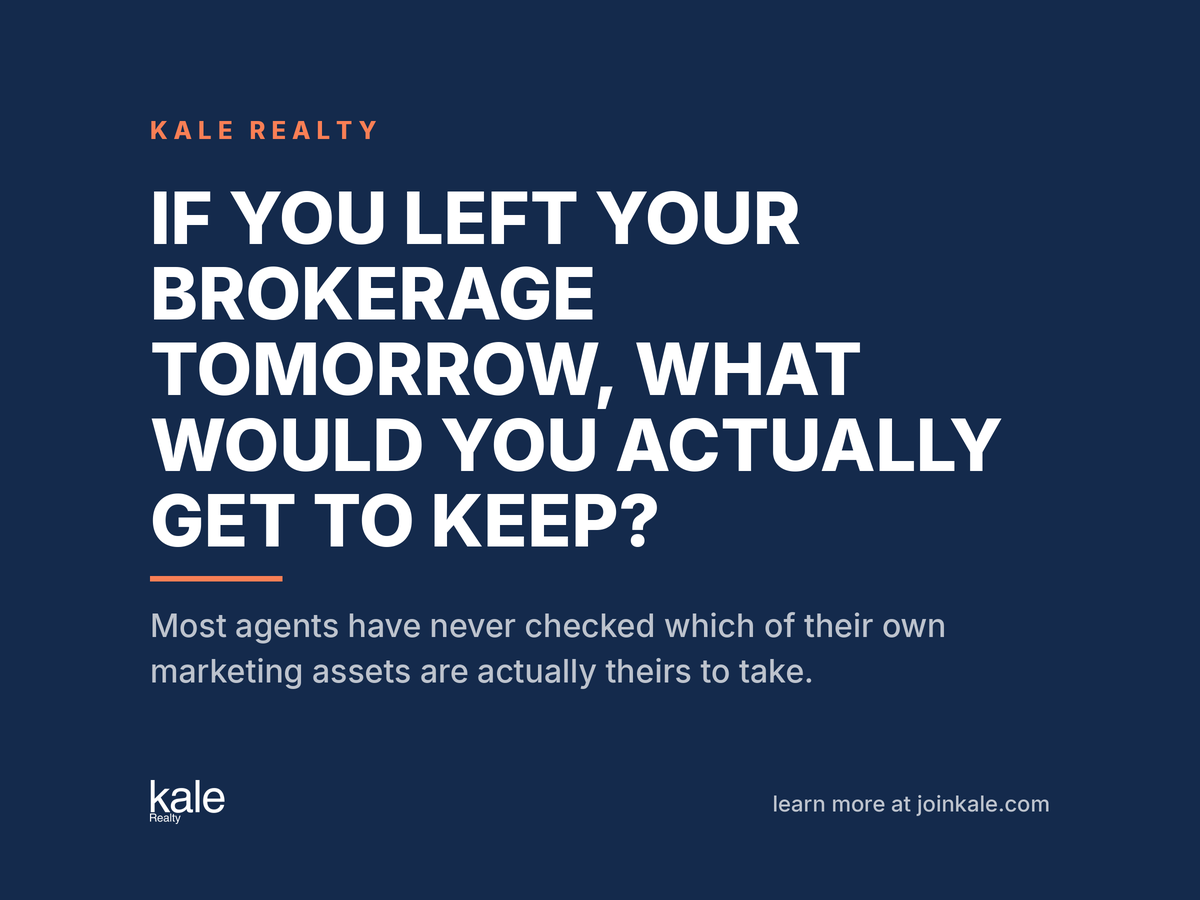 KALE REALTY
IF YOU LEFT YOUR
BROKERAGE
TOMORROW, WHAT
WOULD YOU ACTUALLY
GET TO KEEP?
Most agents have never checked which of their own
marketing assets are actually theirs to take.
kale
Realty
learn more at joinkale.com